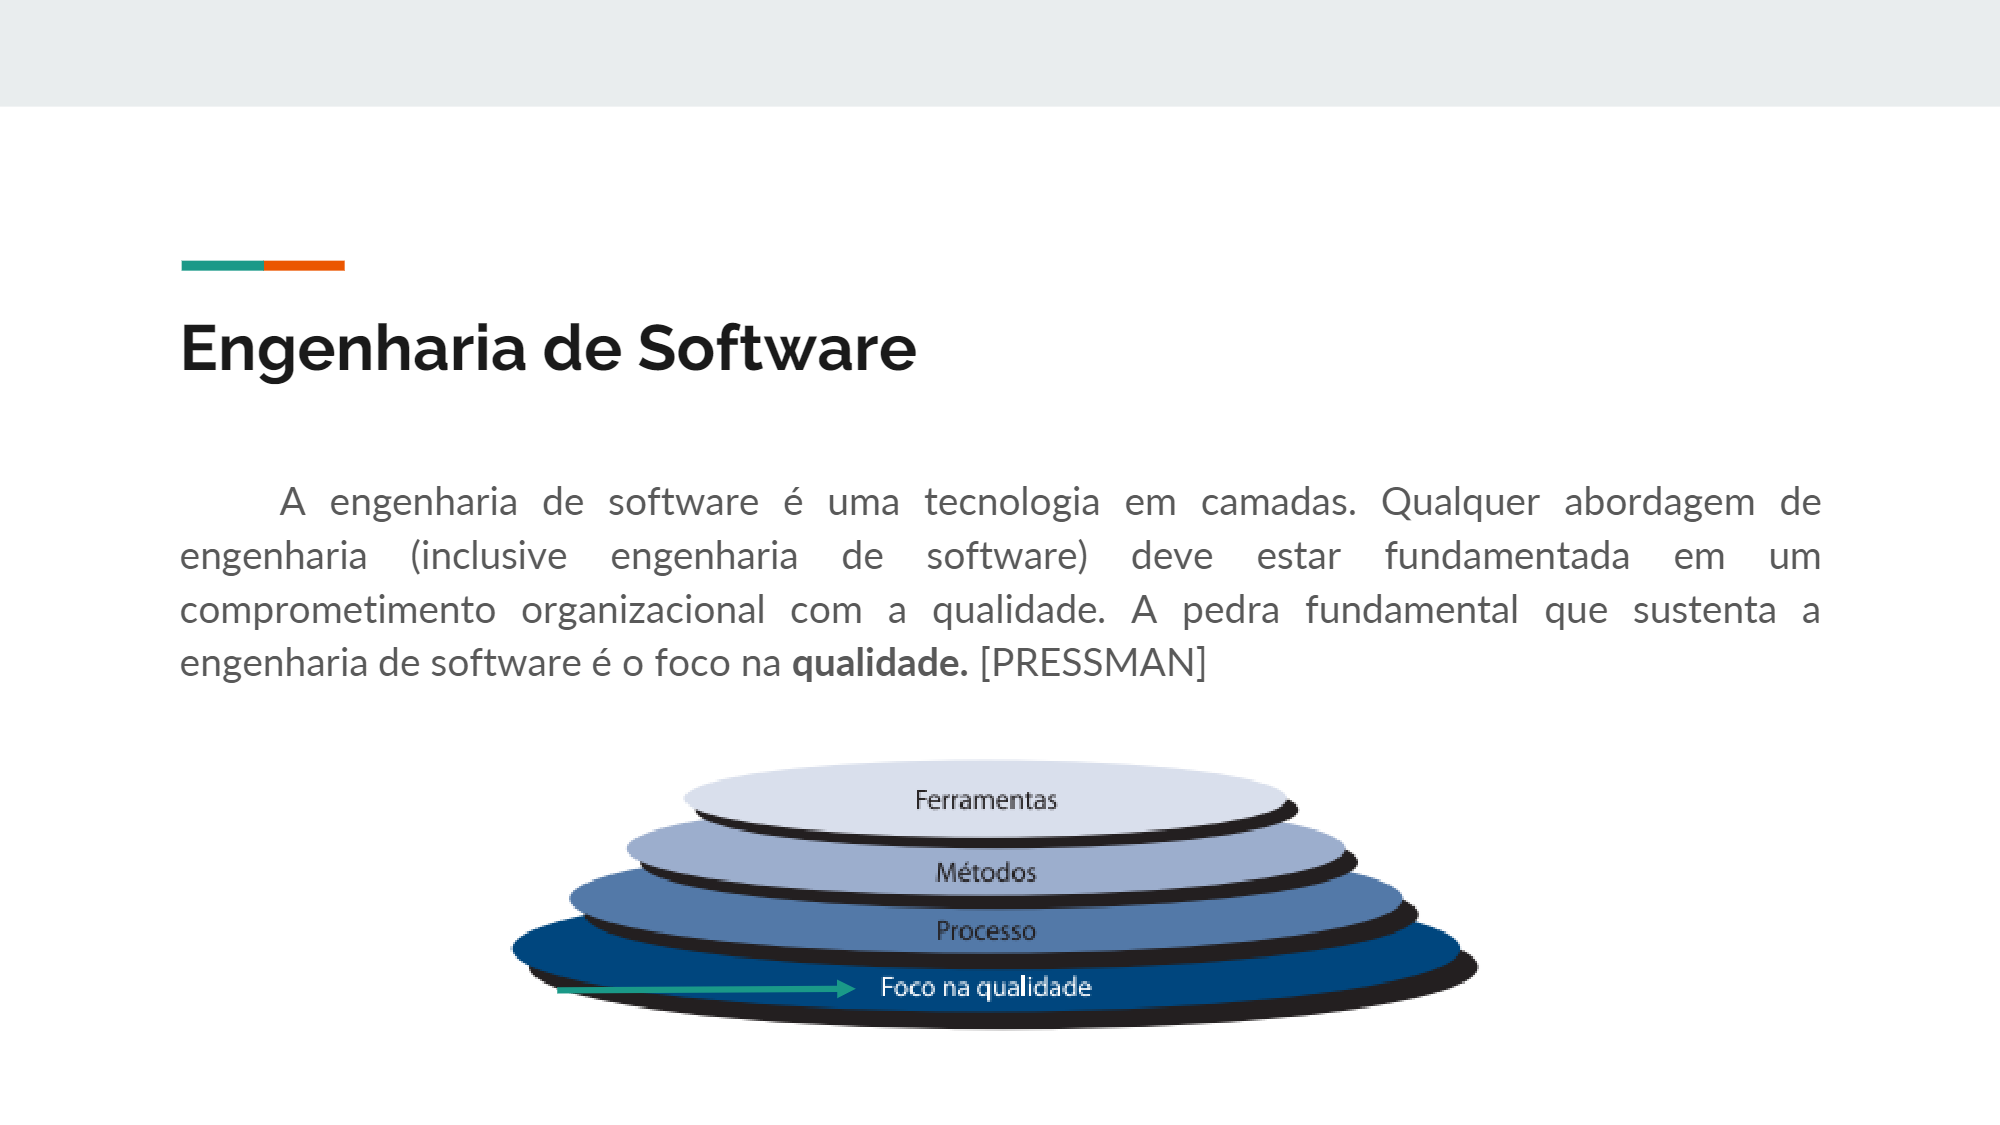 Engenharia de Software
A engenharia de software é uma tecnologia em camadas. Qualquer abordagem de
engenharia (inclusive engenharia de software) deve estar fundamentada em um
comprometimento organizacional com a qualidade. A pedra fundamental que sustenta a
engenharia de software é o foco na qualidade. [PRESSMAN]
Ferramentas
Métodos
Processo
Foco na qualidade